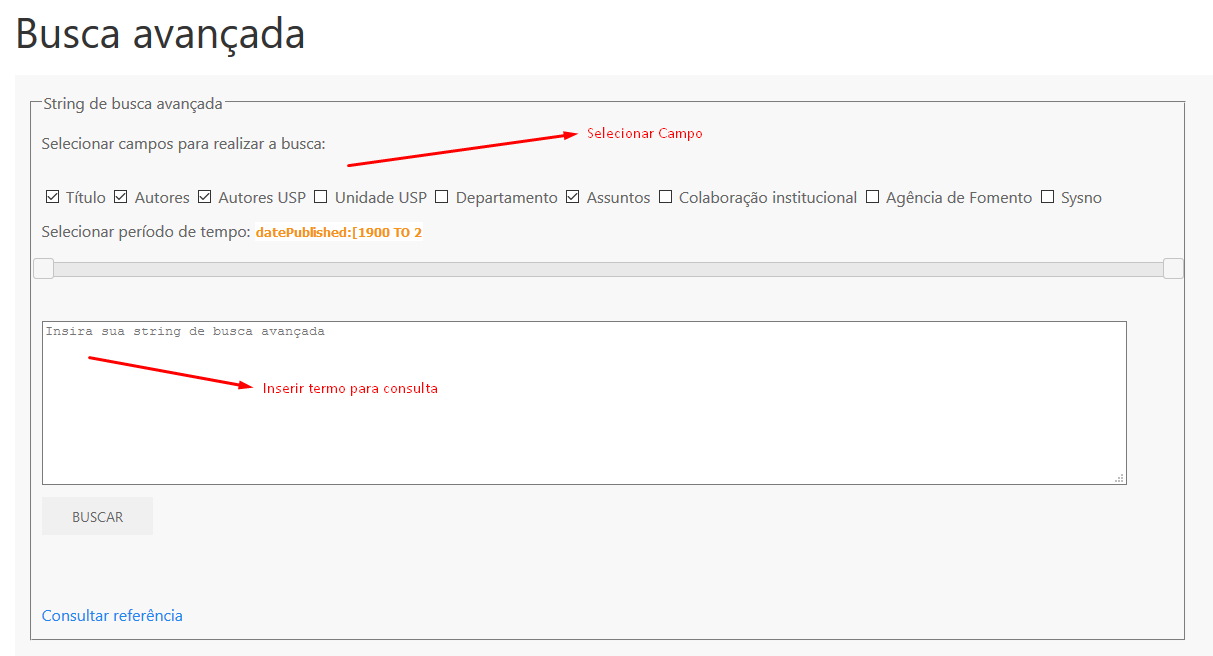 Busca avançada
String de busca avançada
Selecionar campos para realizar a busca:
Selecionar Campo
Título Autores Autores USP Unidade USP Departamento Assuntos Colaboração institucional Agência de Fomento Sysno
Selecionar período de tempo: datePublished:[1900 TO 2
Insira sua string de busca avançada
Inserir termo para consulta
BUSCAR
Consultar referência